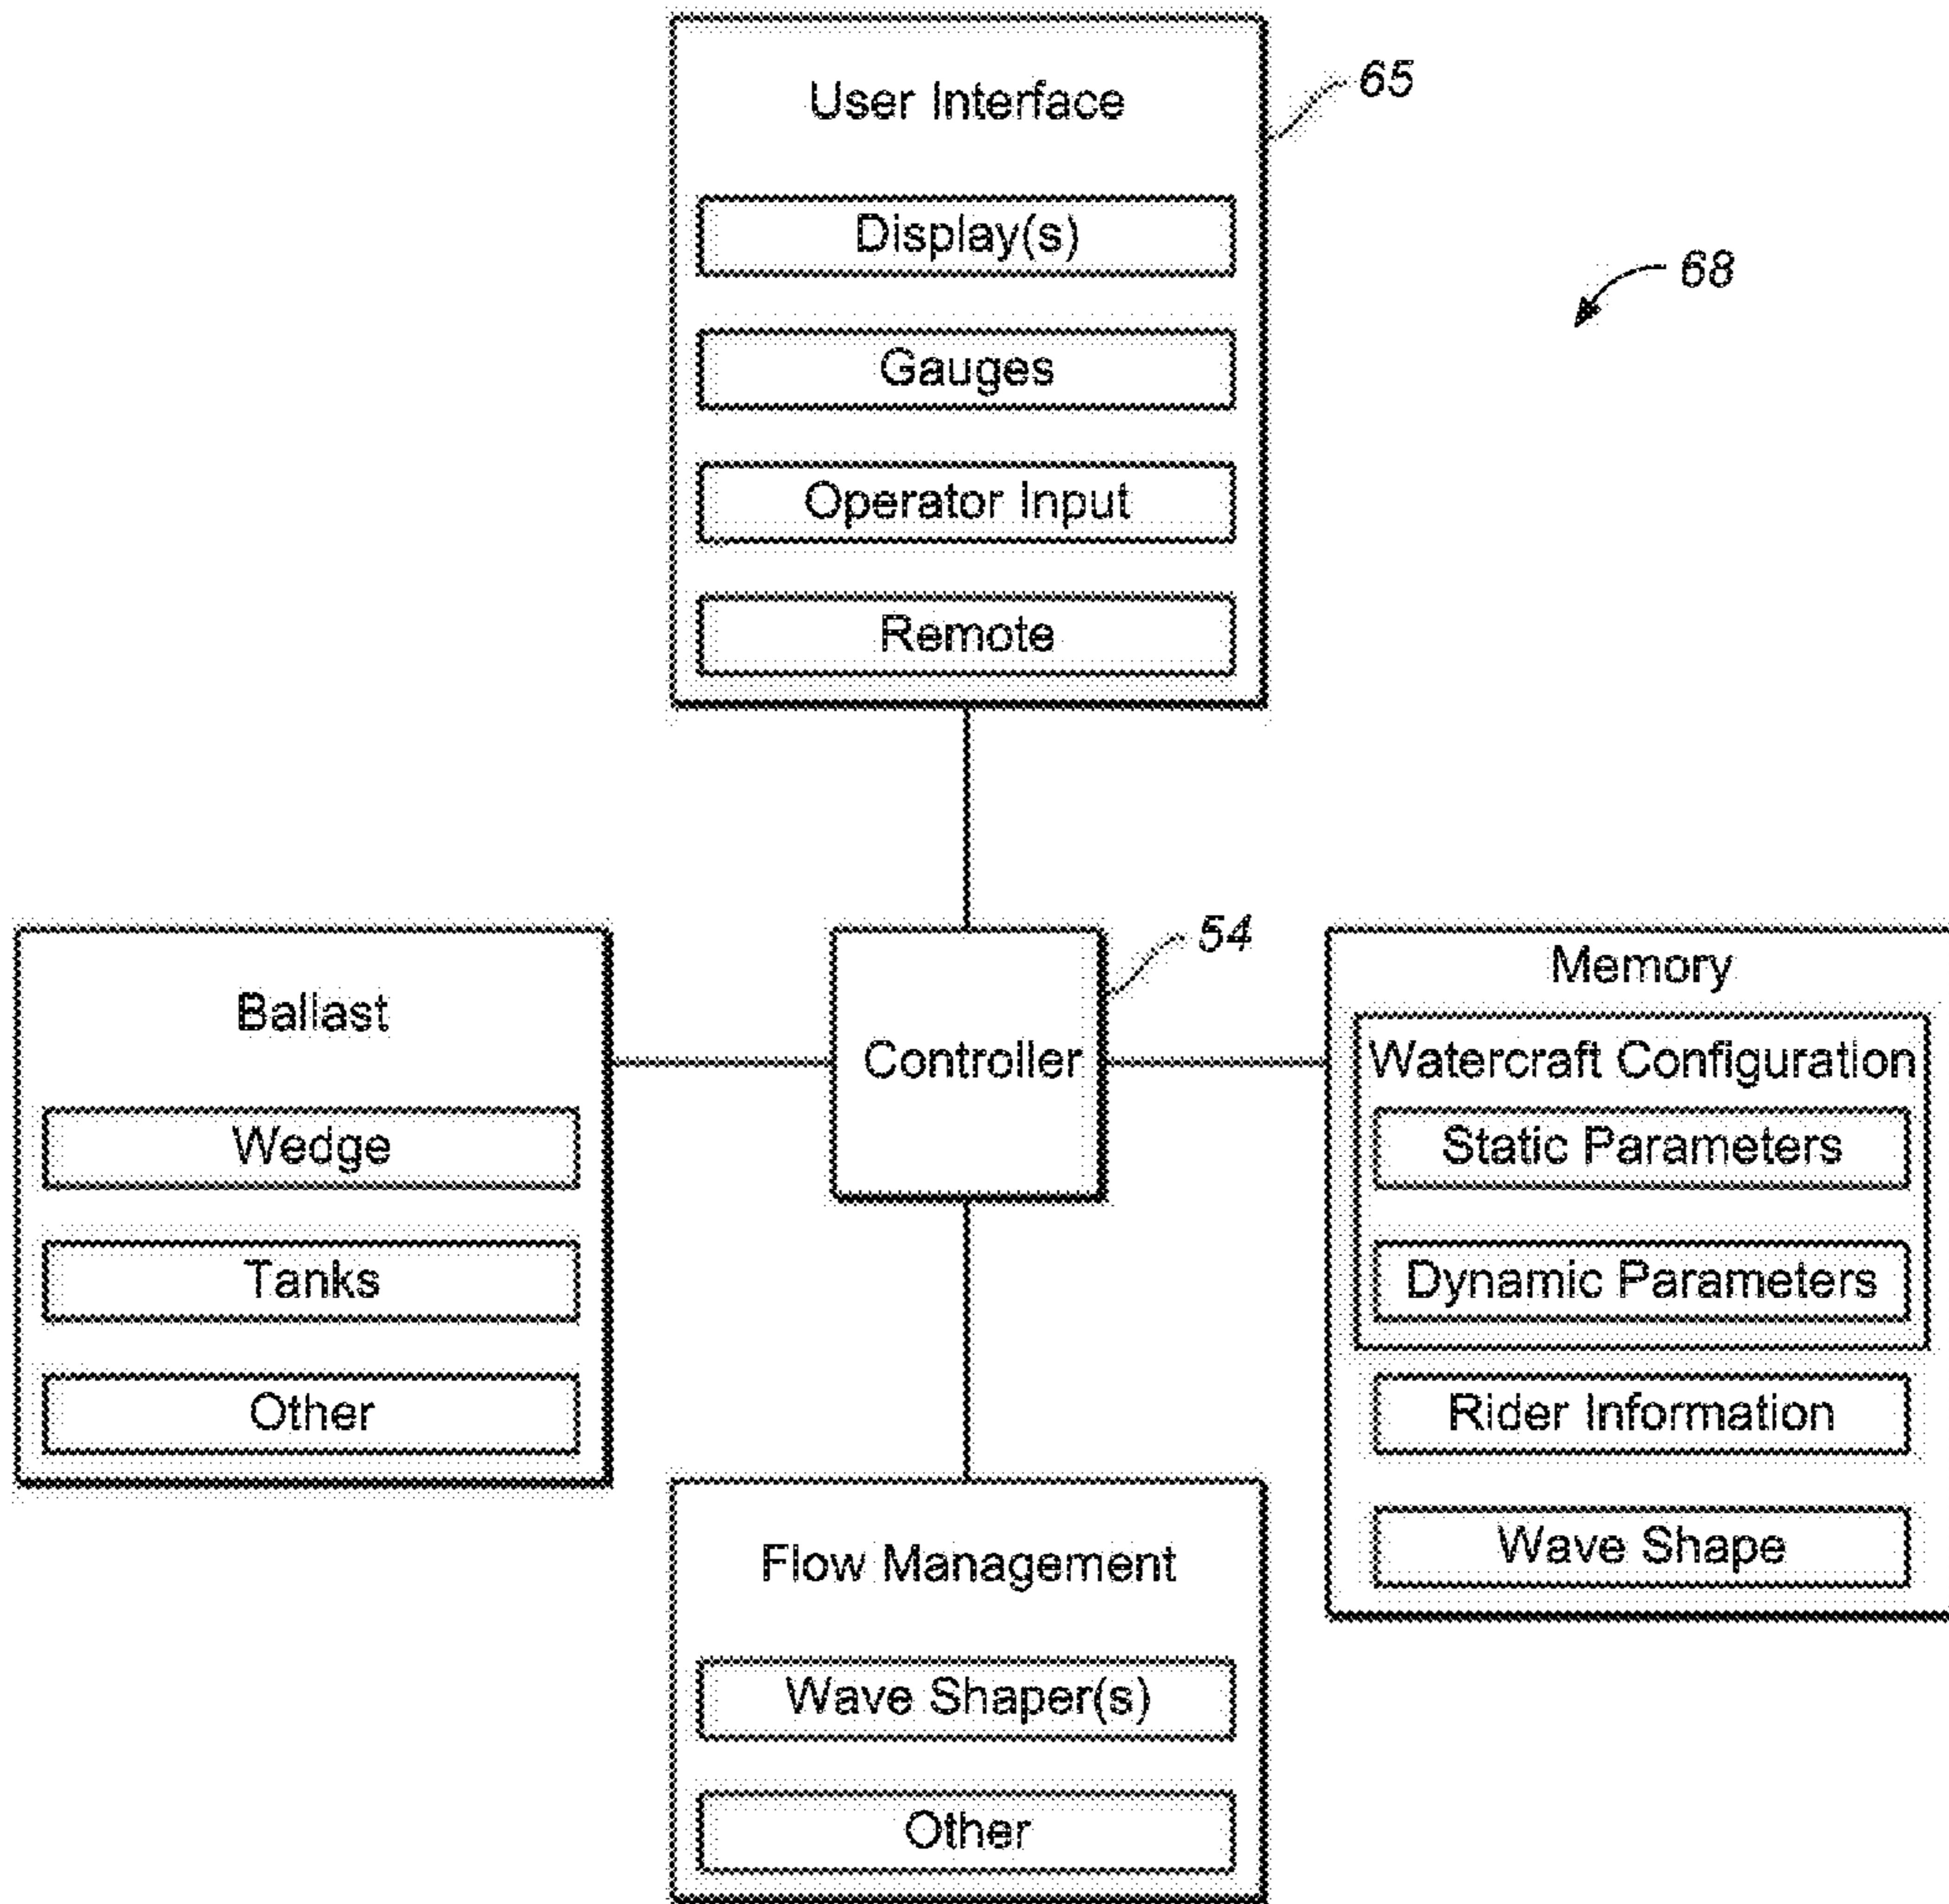 User Interface
65
Display(s)
68
Gauges
Operator Input
Remote
54
Ballast
Wedge
Tanks
Other
Controller
Memory
Watercraft Configuration
Static Parameters
Dynamic Parameters
Rider Information
Wave Shape
Flow Management
Wave Shaper(s)
Other